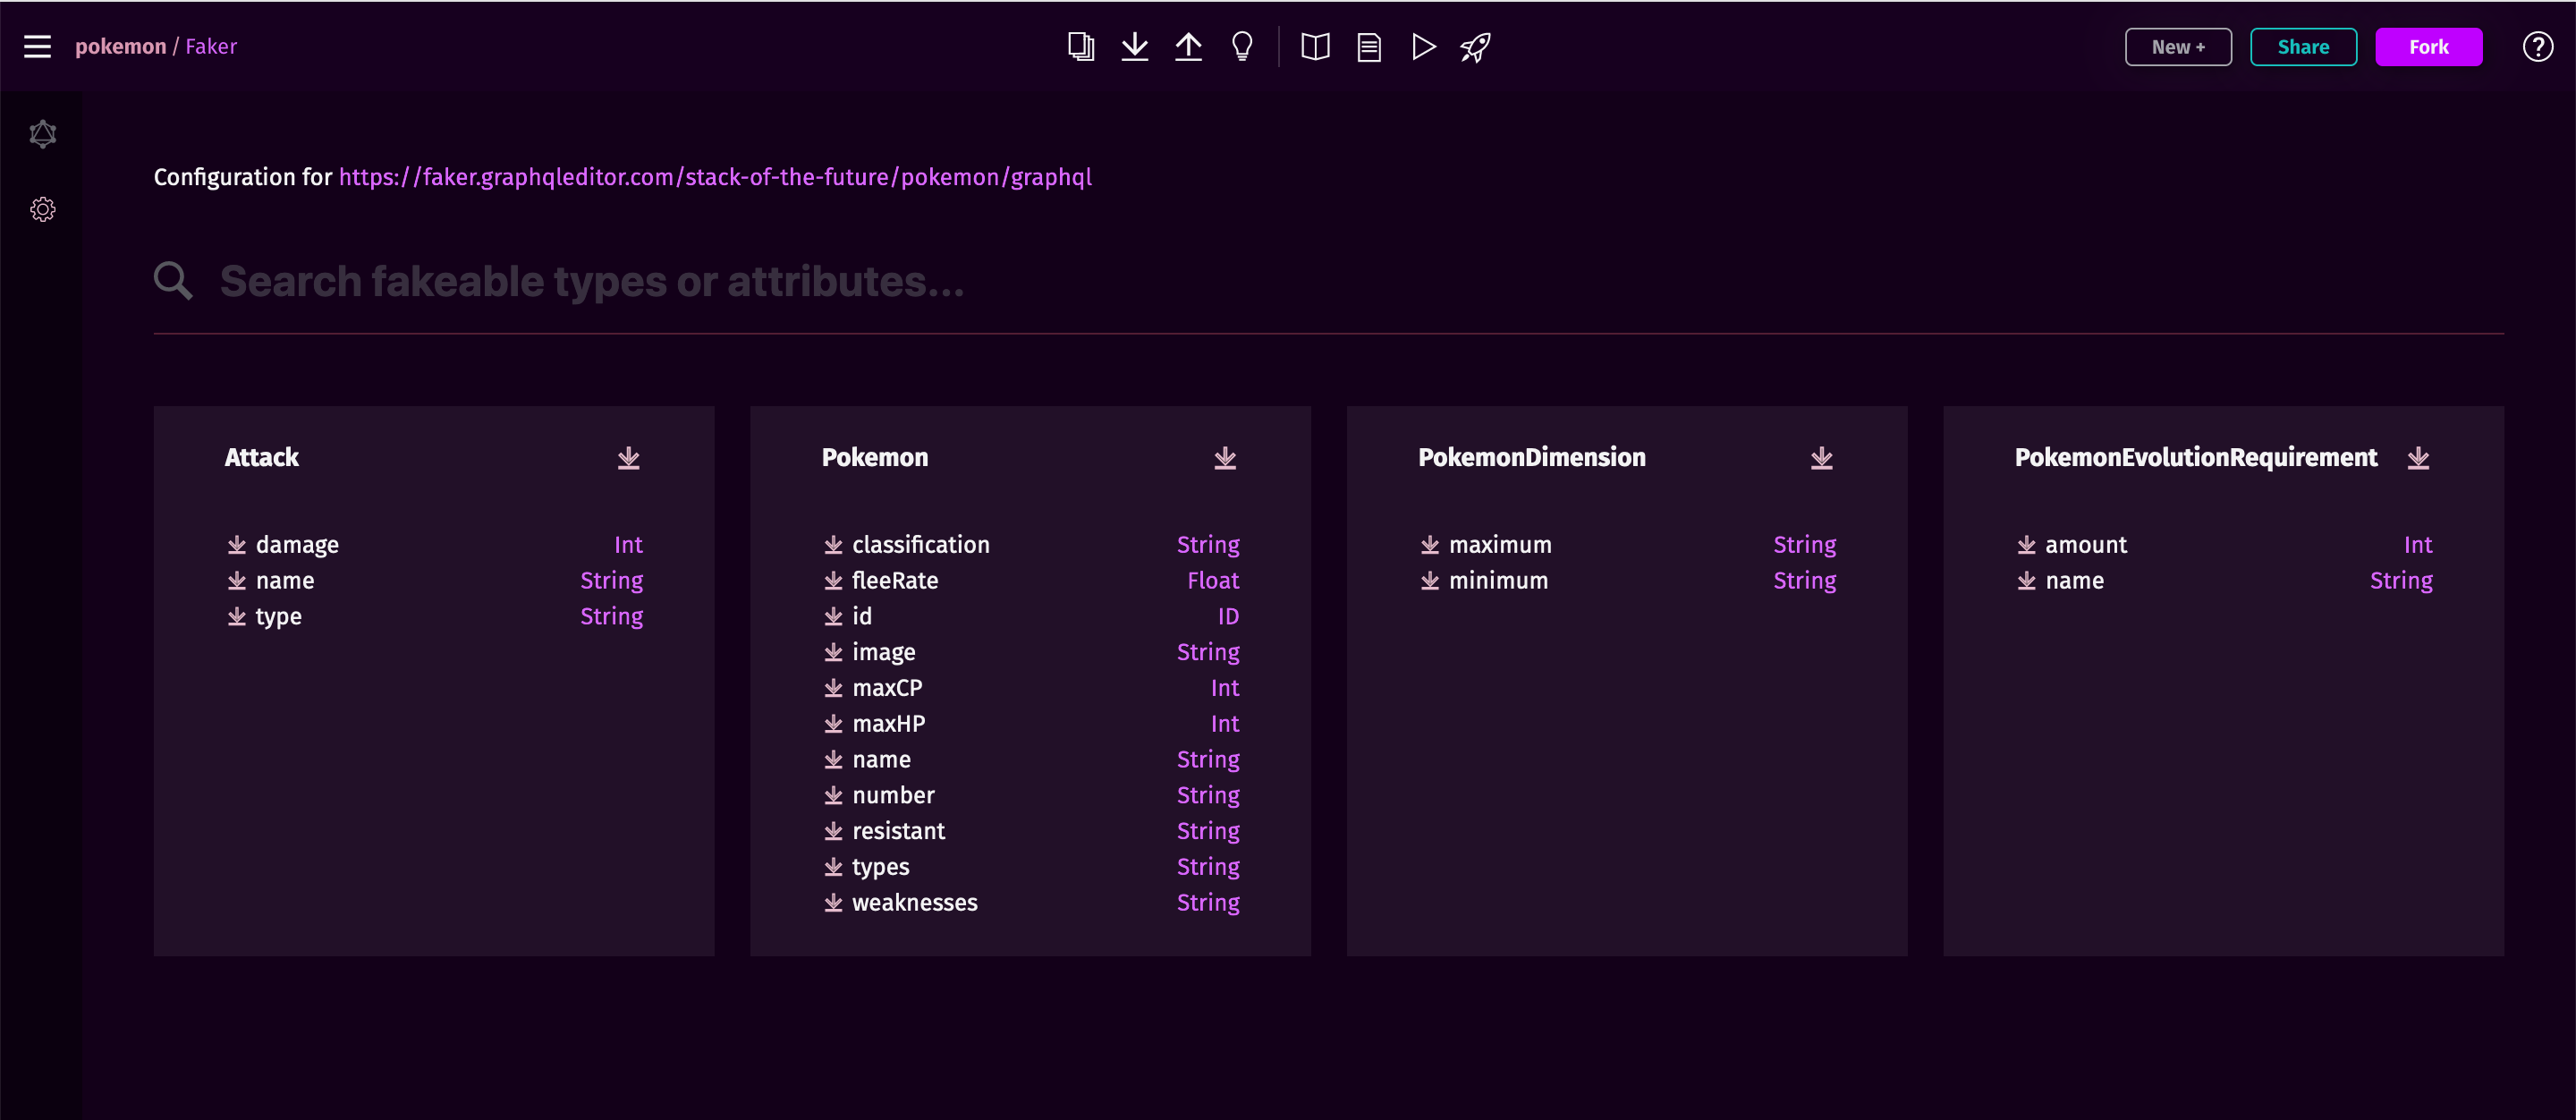 pokemon / Faker
New +
Share
Fork
?
Configuration for https://faker.graphqleditor.com/stack-of-the-future/pokemon/graphql
Search fakeable types or attributes...
Attack
damage Int
name String
type String
Pokemon
classification String
fleeRate Float
id ID
image String
maxCP Int
maxHP Int
name String
number String
resistant String
types String
weaknesses String
PokemonDimension
maximum String
minimum String
PokemonEvolutionRequirement
amount Int
name String